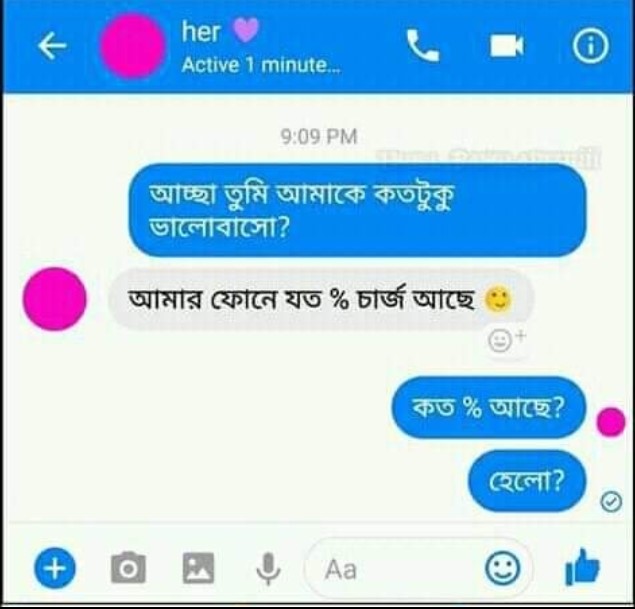 her 💜
Active 1 minute...
9:09 PM
আচ্ছা তুমি আমাকে কতটুকু
ভালোবাসো?
আমার ফোনে যত % চার্জ আছে 🙂
কত % আছে?
হেলো?
Aa